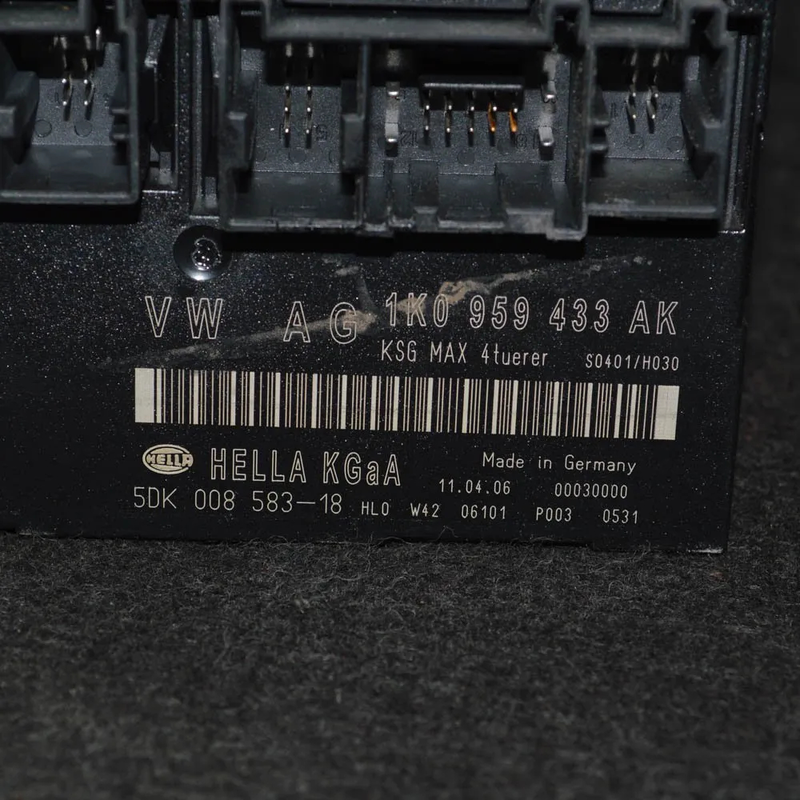 VW AG 1K0 959 433 AK
KSG MAX 4tuerer S0401/H030
HELLA HELLA KGaA Made in Germany
11.04.06 00030000
5DK 008 583-18 HL0 W42 06101 P003 0531